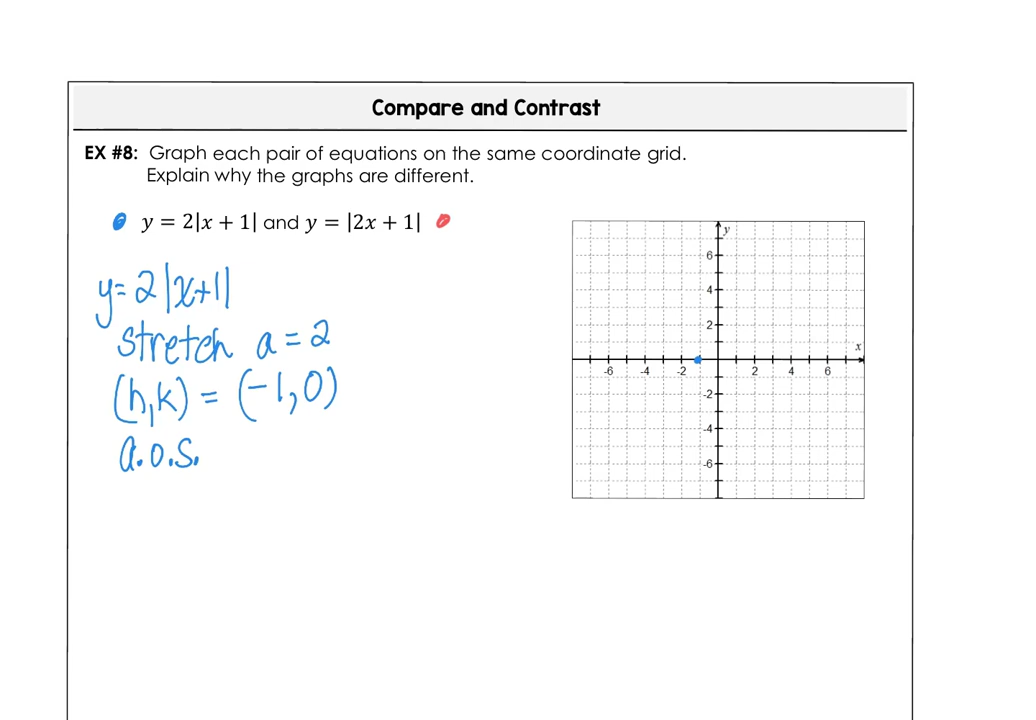 Compare and Contrast
EX #8: Graph each pair of equations on the same coordinate grid.
Explain why the graphs are different.
y = 2|x + 1| and y = |2x + 1|
y
6
4
2
x
-6 -4 -2 2 4 6
-2
-4
-6
y = 2|x+1|
stretch a = 2
(h,k) = (-1,0)
a.o.s.